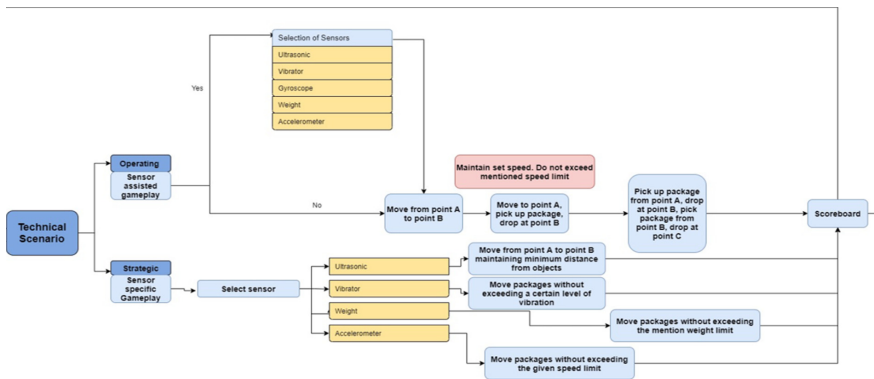 Selection of Sensors
Ultrasonic
Vibrator
Gyroscope
Weight
Accelerometer
Yes
Operating
Sensor
assisted
gameplay
No
Maintain set speed. Do not exceed
mentioned speed limit
Move from point A
to point B
Move to point A,
pick up package,
drop at point B
Pick up package
from point A, drop
at point B, pick
package from
point B, drop at
point C
Scoreboard
Technical
Scenario
Strategic
Sensor
specific
Gameplay
Select sensor
Ultrasonic
Vibrator
Weight
Accelerometer
Move from point A to point B
maintaining minimum distance
from objects
Move packages without
exceeding a certain level of
vibration
Move packages without exceeding
the mention weight limit
Move packages without exceeding
the given speed limit